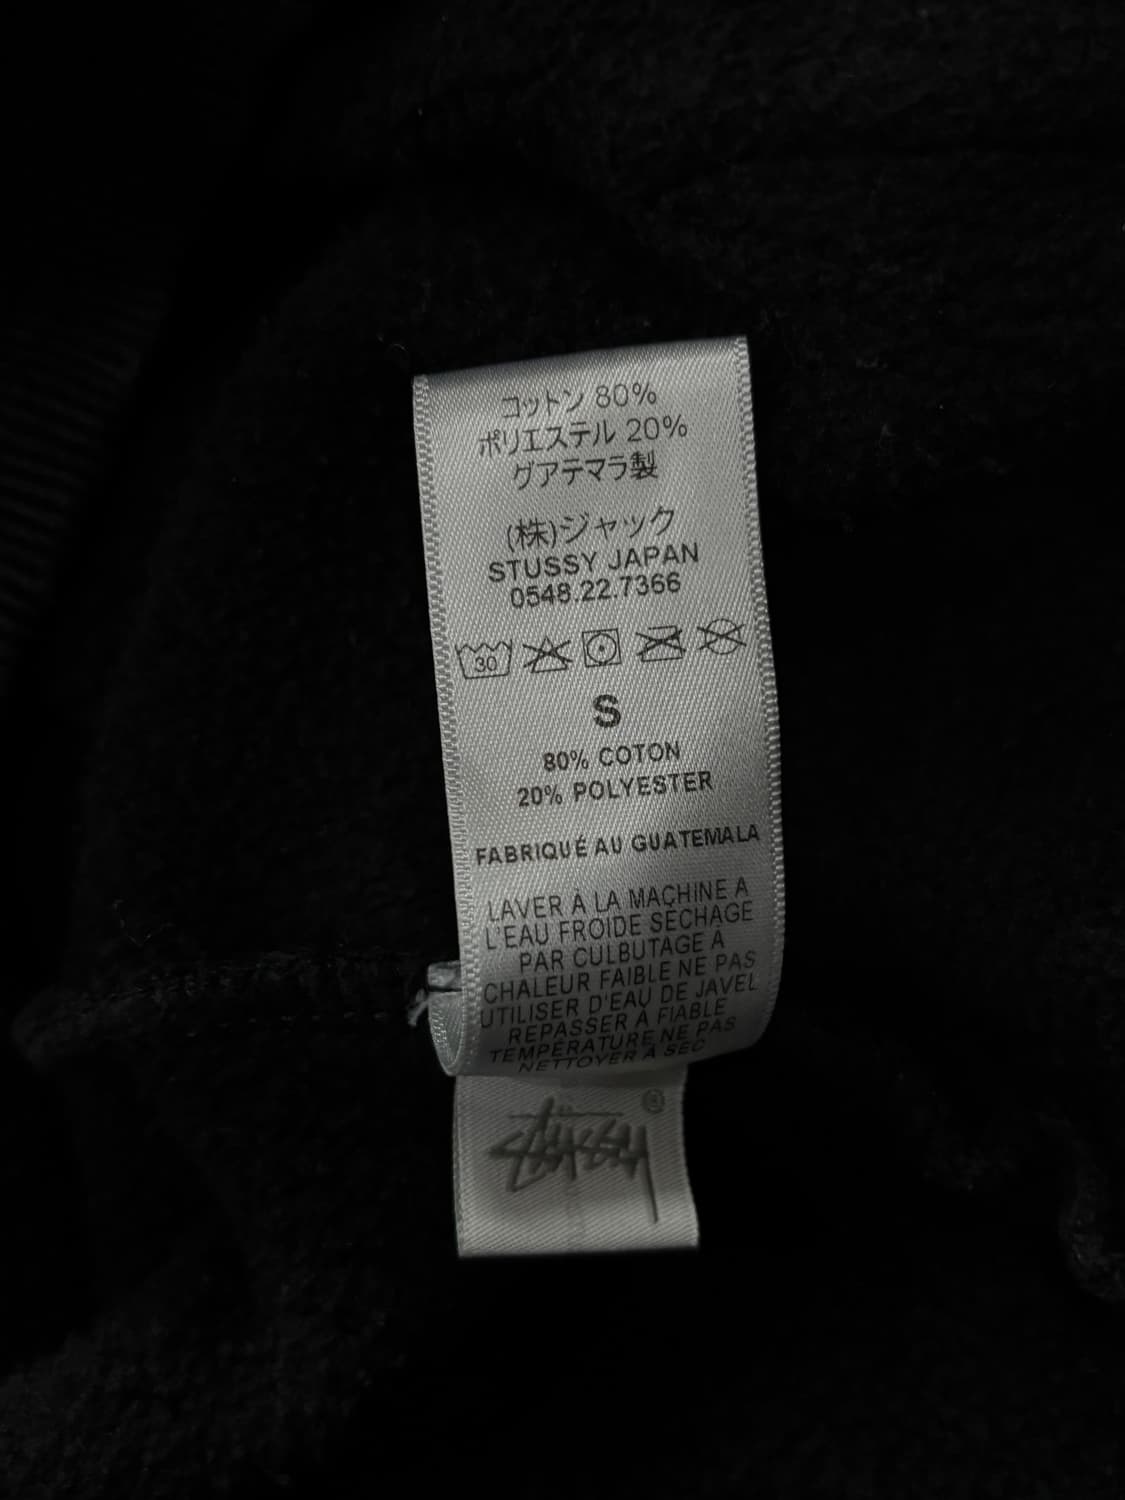 コットン 80%
ポリエステル 20%
グアテマラ製
(株)ジャック
STUSSY JAPAN
0548.22.7366
30
S
80% COTON
20% POLYESTER
FABRIQUÉ AU GUATEMALA
LAVER À LA MACHINE A
L'EAU FROIDE SÉCHAGE
PAR CULBUTAGE À
CHALEUR FAIBLE NE PAS
UTILISER D'EAU DE JAVEL
REPASSER À FIABLE
TEMPÉRATURE NE PAS
NETTOYER À SEC
STÜSSY ®